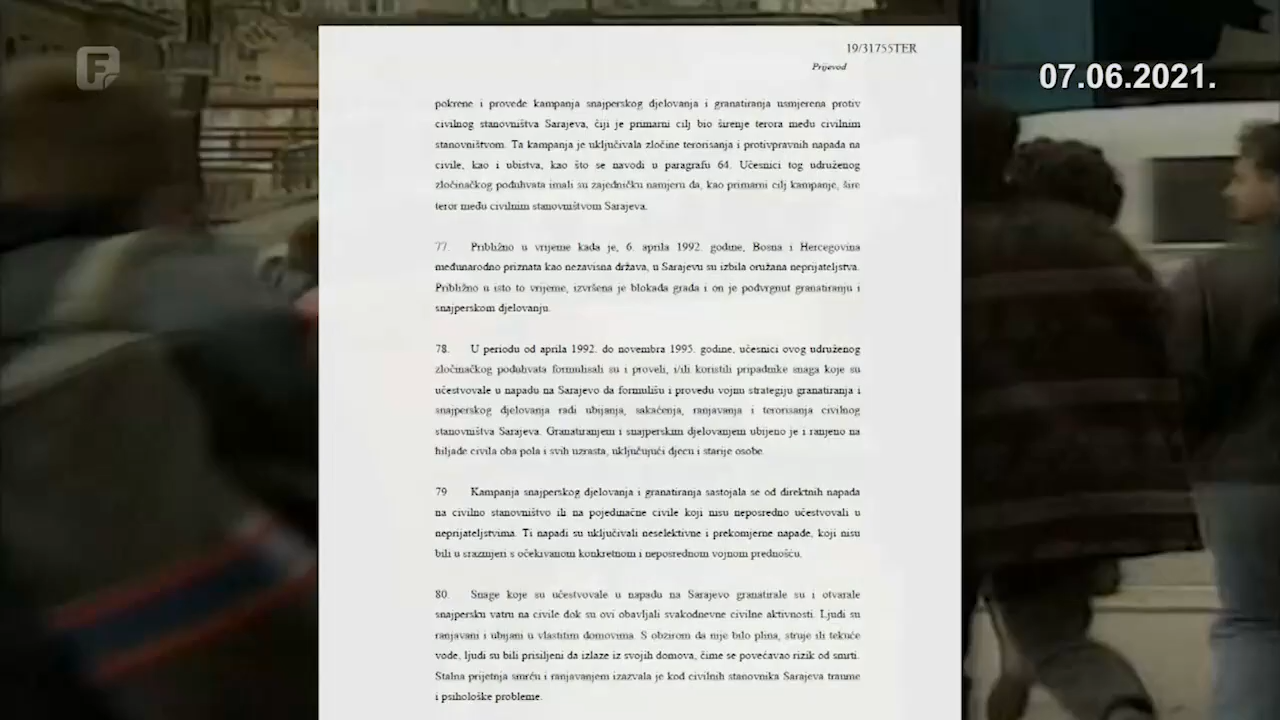 F
07.06.2021.
19/31755TER
Prijevod
pokrene i provede kampanja snajperskog djelovanja i granatiranja usmjerena protiv
civilnog stanovništva Sarajeva, čiji je primarni cilj bio širenje terora među civilnim
stanovništvom. Ta kampanja je uključivala zločine terorisanja i protivpravnih napada na
civile, kao i ubistva, kao što se navodi u paragrafu 64. Učesnici tog udruženog
zločinačkog poduhvata imali su zajedničku namjeru da, kao primarni cilj kampanje, šire
teror među civilnim stanovništvom Sarajeva.
77. Približno u vrijeme kada je, 6. aprila 1992. godine, Bosna i Hercegovina
međunarodno priznata kao nezavisna država, u Sarajevu su izbila oružana neprijateljstva.
Približno u isto to vrijeme, izvršena je blokada grada i on je podvrgnut granatiranju i
snajperskom djelovanju.
78. U periodu od aprila 1992. do novembra 1995. godine, učesnici ovog udruženog
zločinačkog poduhvata formulisali su i proveli, i/ili koristili pripadnike snaga koje su
učestvovale u napadu na Sarajevo da formulišu i provedu vojnu strategiju granatiranja i
snajperskog djelovanja radi ubijanja, sakaćenja, ranjavanja i terorisanja civilnog
stanovništva Sarajeva. Granatiranjem i snajperskim djelovanjem ubijeno je i ranjeno na
hiljade civila oba pola i svih uzrasta, uključujući djecu i starije osobe.
79. Kampanja snajperskog djelovanja i granatiranja sastojala se od direktnih napada
na civilno stanovništvo ili na pojedinačne civile koji nisu neposredno učestvovali u
neprijateljstvima. Ti napadi su uključivali neselektivne i prekomjerne napade, koji nisu
bili u srazmjeri s očekivanom konkretnom i neposrednom vojnom prednošću.
80. Snage koje su učestvovale u napadu na Sarajevo granatirale su i otvarale
snajpersku vatru na civile dok su ovi obavljali svakodnevne civilne aktivnosti. Ljudi su
ranjavani i ubijani u vlastitim domovima. S obzirom da nije bilo plina, struje ili tekuće
vode, ljudi su bili prisiljeni da izlaze iz svojih domova, čime se povećavao rizik od smrti.
Stalna prijetnja smrću i ranjavanjem izazvala je kod civilnih stanovnika Sarajeva traume
i psihološke probleme.